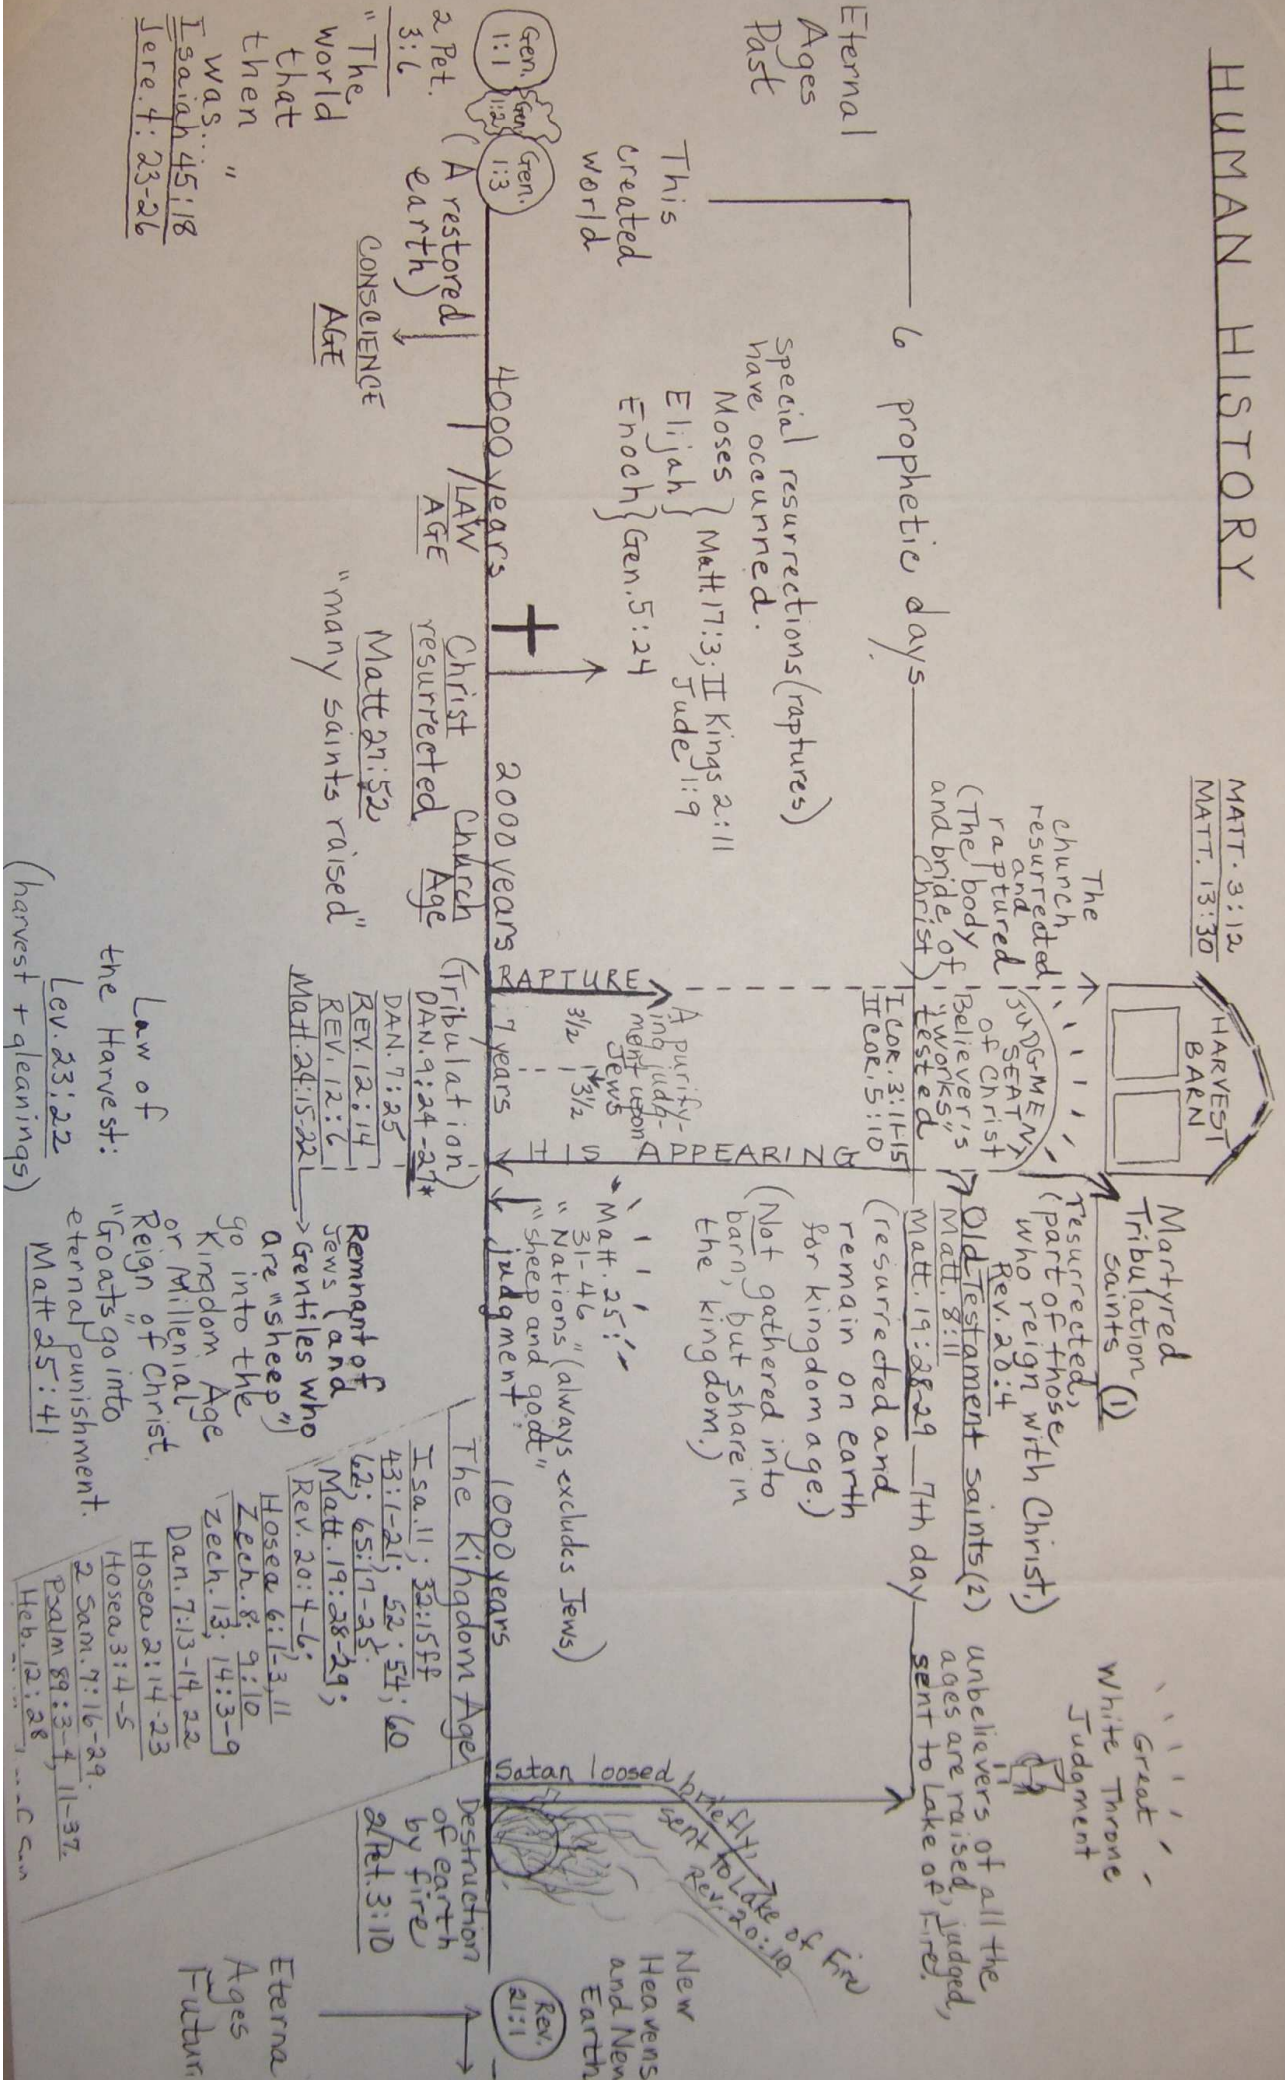 HUMAN HISTORY
MATT. 3:12
MATT. 13:30
HARVEST
BARN
Eternal
Ages
Past
This
created
world
6 prophetic days
special resurrections (raptures)
have occurred.
Moses } Matt. 17:3; II Kings 2:11
Elijah } Jude 1:9
Enoch } Gen. 5:24
The
church
resurrected
and
raptured
(The body
and bride of
Christ)
JUDGMENT
SEAT
of Christ
Believer's
"works"
tested
I COR. 3:11-15
II COR. 5:10
Martyred
Tribulation (1)
saints
resurrected,
(part of those
who reign with Christ.)
Rev. 20:4
Old Testament saints (2)
Matt. 8:11
Matt. 19:28-29
7th day
(resurrected and
remain on earth
for kingdom age.)
(Not gathered into
barn, but share in
the kingdom.)
Great
White Throne
Judgment
unbelievers of all the
ages are raised, judged,
sent to Lake of Fire.
Gen.
1:1
Gen.
1:2
Gen.
1:3
4000 years
2000 years
RAPTURE
A purify-
ing judg-
ment upon
Jews
3 1/2
3 1/2
7 years
HIS APPEARING
Matt. 25:
31-46
"Nations" (always excludes Jews)
"sheep and goat"
judgment
1000 years
Satan loosed briefly,
sent to Lake of Fire
Rev. 20:10
New
Heavens
and New
Earth
Rev.
21:1
2 Pet.
3:6
"The
world
that
then
was..."
Isaiah 45:18
Jere. 4:23-26
(A restored
earth)
CONSCIENCE
AGE
LAW
AGE
Christ
resurrected
Matt 27:52
"many saints raised"
Church
Age
(Tribulation)
DAN. 9:24-27*
DAN. 7:25
REV. 12:14
REV. 12:6
Matt. 24:15-22
Law of
the Harvest:
Lev. 23:22
(harvest + gleanings)
Remnant of
Jews (and
Gentiles who
are "sheep")
go into the
Kingdom Age
or Millenial
Reign of Christ.
"Goats go into
eternal punishment.
Matt 25:41
The Kingdom Age
Isa. 11; 32:15ff
43:1-21; 52; 54; 60
62; 65:17-25;
Matt. 19:28-29;
Rev. 20:4-6;
Hosea 6:1-3, 11
Zech. 8: 9:10
Zech. 13; 14:3-9
Dan. 7:13-14, 22
Hosea 2:14-23
Hosea 3:4-5
2 Sam. 7:16-29.
Psalm 89:3-4, 11-37.
Heb. 12:28
Destruction
of earth
by fire
2 Pet. 3:10
Eterna
Ages
Futur